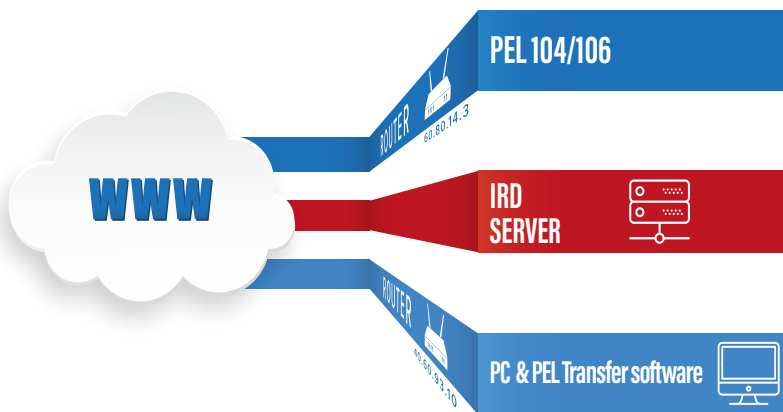 WWW
ROUTER
60.80.14.3
PEL 104/106
IRD
SERVER
ROUTER
40.60.93.10
PC & PEL Transfer software